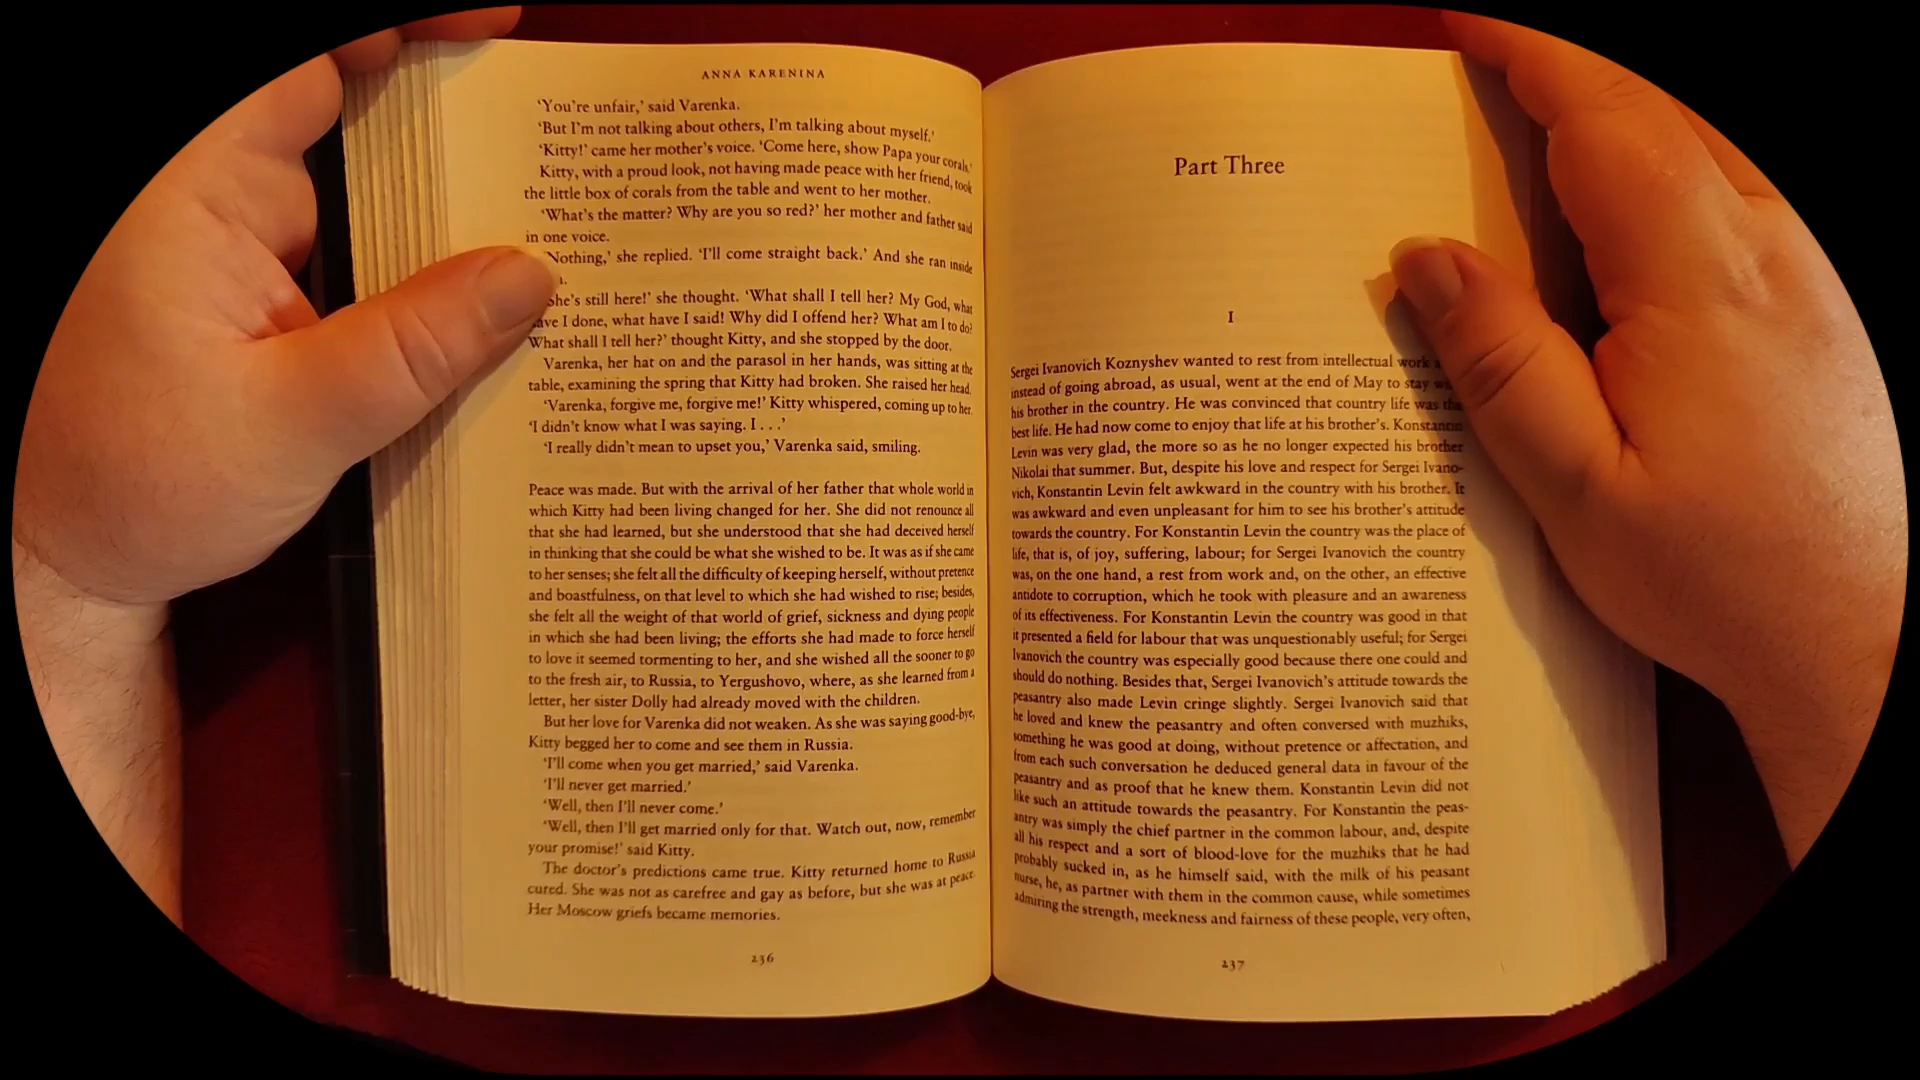 ANNA KARENINA
‘You’re unfair,’ said Varenka.
‘But I’m not talking about others, I’m talking about myself.’
‘Kitty!’ came her mother’s voice. ‘Come here, show Papa your corals.’
Kitty, with a proud look, not having made peace with her friend, took
the little box of corals from the table and went to her mother.
‘What’s the matter? Why are you so red?’ her mother and father said
in one voice.
‘Nothing,’ she replied. ‘I’ll come straight back.’ And she ran inside
She’s still here!’ she thought. ‘What shall I tell her? My God, what
have I done, what have I said! Why did I offend her? What am I to do?
What shall I tell her?’ thought Kitty, and she stopped by the door.
Varenka, her hat on and the parasol in her hands, was sitting at the
table, examining the spring that Kitty had broken. She raised her head.
‘Varenka, forgive me, forgive me!’ Kitty whispered, coming up to her.
‘I didn’t know what I was saying. I . . .’
‘I really didn’t mean to upset you,’ Varenka said, smiling.
Peace was made. But with the arrival of her father that whole world in
which Kitty had been living changed for her. She did not renounce all
that she had learned, but she understood that she had deceived herself
in thinking that she could be what she wished to be. It was as if she came
to her senses; she felt all the difficulty of keeping herself, without pretence
and boastfulness, on that level to which she had wished to rise; besides,
she felt all the weight of that world of grief, sickness and dying people
in which she had been living; the efforts she had made to force herself
to love it seemed tormenting to her, and she wished all the sooner to go
to the fresh air, to Russia, to Yergushovo, where, as she learned from a
letter, her sister Dolly had already moved with the children.
But her love for Varenka did not weaken. As she was saying good-bye,
Kitty begged her to come and see them in Russia.
‘I’ll come when you get married,’ said Varenka.
‘I’ll never get married.’
‘Well, then I’ll never come.’
‘Well, then I’ll get married only for that. Watch out, now, remember
your promise!’ said Kitty.
The doctor’s predictions came true. Kitty returned home to Russia
cured. She was not as carefree and gay as before, but she was at peace.
Her Moscow griefs became memories.
236
Part Three
I
Sergei Ivanovich Koznyshev wanted to rest from intellectual work
instead of going abroad, as usual, went at the end of May to stay
his brother in the country. He was convinced that country life was the
best life. He had now come to enjoy that life at his brother’s. Konstantin
Levin was very glad, the more so as he no longer expected his brother
Nikolai that summer. But, despite his love and respect for Sergei Ivano-
vich, Konstantin Levin felt awkward in the country with his brother. It
was awkward and even unpleasant for him to see his brother’s attitude
towards the country. For Konstantin Levin the country was the place of
life, that is, of joy, suffering, labour; for Sergei Ivanovich the country
was, on the one hand, a rest from work and, on the other, an effective
antidote to corruption, which he took with pleasure and an awareness
of its effectiveness. For Konstantin Levin the country was good in that
it presented a field for labour that was unquestionably useful; for Sergei
Ivanovich the country was especially good because there one could and
should do nothing. Besides that, Sergei Ivanovich’s attitude towards the
peasantry also made Levin cringe slightly. Sergei Ivanovich said that
he loved and knew the peasantry and often conversed with muzhiks,
something he was good at doing, without pretence or affectation, and
from each such conversation he deduced general data in favour of the
peasantry and as proof that he knew them. Konstantin Levin did not
like such an attitude towards the peasantry. For Konstantin the peas-
antry was simply the chief partner in the common labour, and, despite
all his respect and a sort of blood-love for the muzhiks that he had
probably sucked in, as he himself said, with the milk of his peasant
nurse, he, as partner with them in the common cause, while sometimes
admiring the strength, meekness and fairness of these people, very often,
237